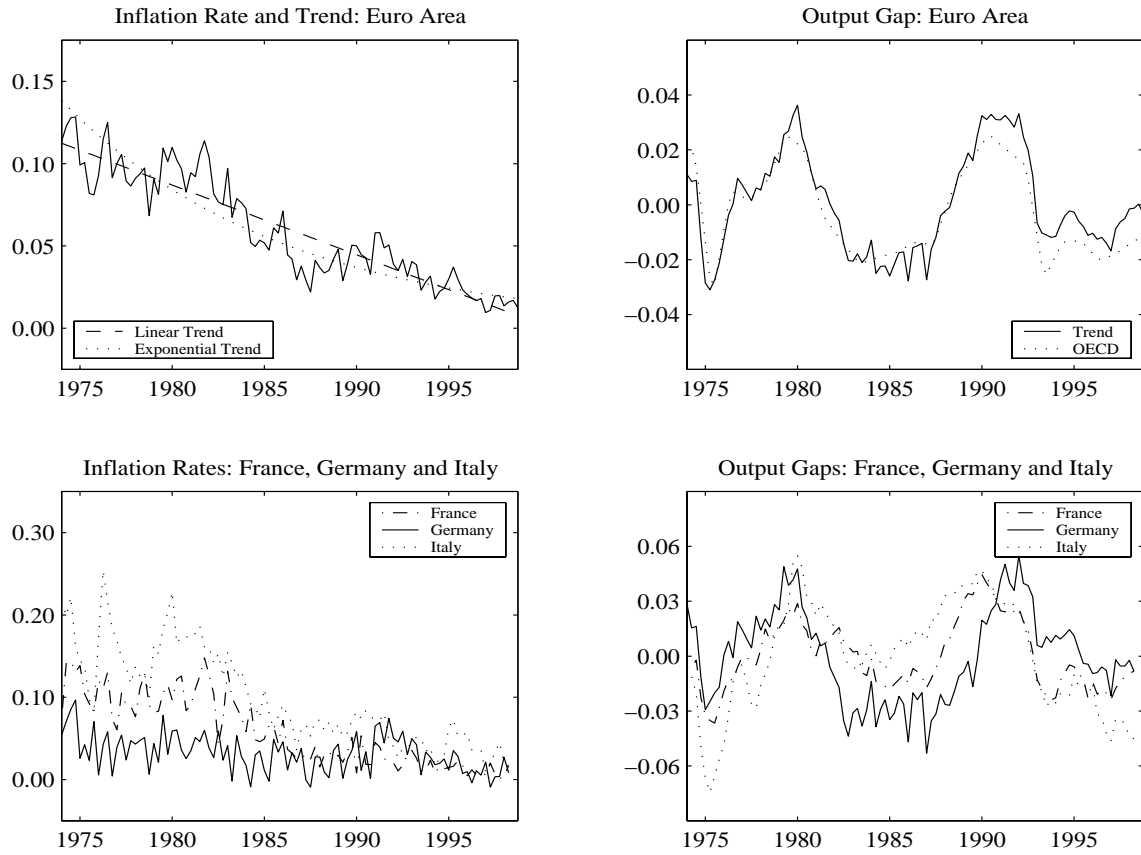 Inflation Rate and Trend: Euro Area
0.15
0.10
0.05
0.00
Linear Trend
Exponential Trend
1975 1980 1985 1990 1995
Output Gap: Euro Area
0.04
0.02
0.00
−0.02
−0.04
Trend
OECD
1975 1980 1985 1990 1995
Inflation Rates: France, Germany and Italy
0.30
0.20
0.10
0.00
France
Germany
Italy
1975 1980 1985 1990 1995
Output Gaps: France, Germany and Italy
0.06
0.03
0.00
−0.03
−0.06
France
Germany
Italy
1975 1980 1985 1990 1995